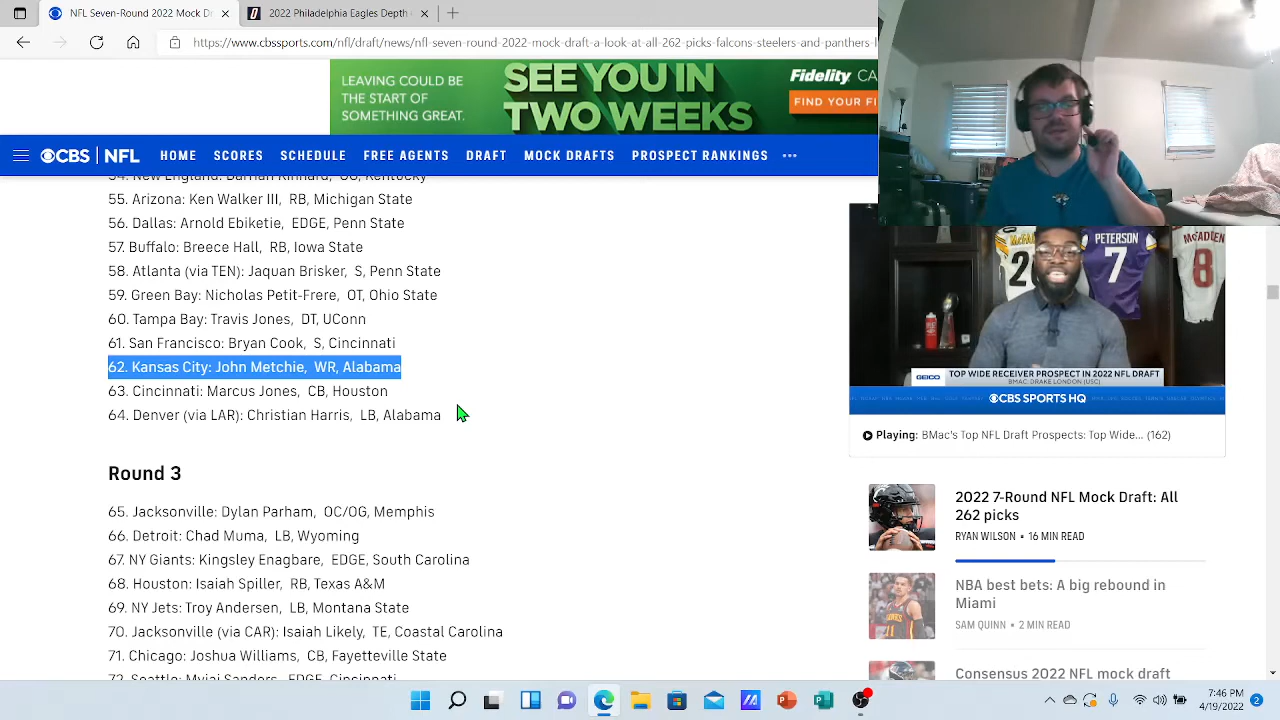 NFL Seven-Round 2022 Mock Draft
2022 Philadelphia Eagles
+
https://www.cbssports.com/nfl/draft/news/seven-round-2022-mock-draft-a-look-at-all-262-picks-falcons-steelers-and-panth
LEAVING COULD BE
THE START OF
SOMETHING GREAT.
SEE YOU IN
TWO WEEKS
Fidelity CA
FIND YOUR FI
CBS | NFL HOME SCORES SCHEDULE FREE AGENTS DRAFT MOCK DRAFTS PROSPECT RANKINGS •••
55. Arizona: Ken Walker III, RB, Michigan State
56. Dallas: Arnold Ebiketie, EDGE, Penn State
57. Buffalo: Breece Hall, RB, Iowa State
58. Atlanta (via TEN): Jaquan Brisker, S, Penn State
59. Green Bay: Nicholas Petit-Frere, OT, Ohio State
60. Tampa Bay: Travis Jones, DT, UConn
61. San Francisco: Bryan Cook, S, Cincinnati
62. Kansas City: John Metchie, WR, Alabama
63. Cincinnati: Marcus Jones, CB, Houston
64. Denver (via LAR): Christian Harris, LB, Alabama
Round 3
65. Jacksonville: Dylan Parham, OC/OG, Memphis
66. Detroit: Chad Muma, LB, Wyoming
67. NY Giants: Kingsley Enagbare, EDGE, South Carolina
68. Houston: Isaiah Spiller, RB, Texas A&M
69. NY Jets: Troy Andersen, LB, Montana State
70. Jacksonville (via CAR): Isaiah Likely, TE, Coastal Carolina
71. Chicago: Joshua Williams, CB, Fayetteville State
PETERSON
7
McFADDEN
8
GEICO TOP WIDE RECEIVER PROSPECT IN 2022 NFL DRAFT
BMAC: DRAKE LONDON (USC)
CBS SPORTS HQ
Playing: BMac's Top NFL Draft Prospects: Top Wide... (162)
2022 7-Round NFL Mock Draft: All
262 picks
RYAN WILSON • 16 MIN READ
NBA best bets: A big rebound in
Miami
SAM QUINN • 2 MIN READ
Consensus 2022 NFL mock draft
7:46 PM
4/19/2022
2